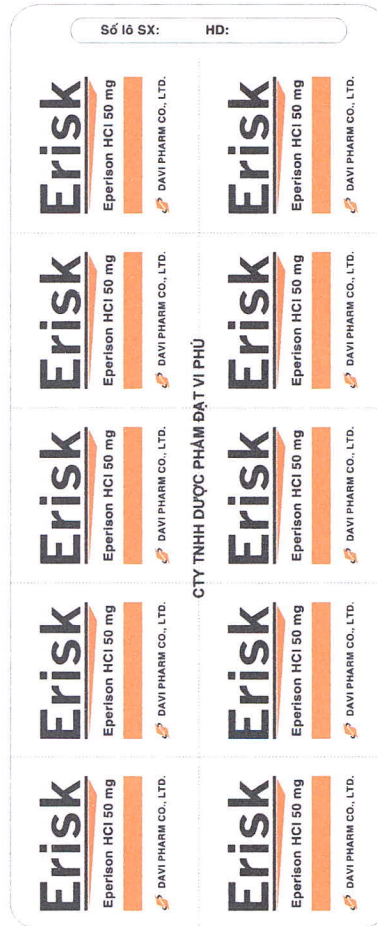 Số lô SX: HD:
Erisk
Eperison HCl 50 mg
DAVI PHARM CO., LTD.
Erisk
Eperison HCl 50 mg
DAVI PHARM CO., LTD.
Erisk
Eperison HCl 50 mg
DAVI PHARM CO., LTD.
Erisk
Eperison HCl 50 mg
DAVI PHARM CO., LTD.
Erisk
Eperison HCl 50 mg
DAVI PHARM CO., LTD.
CTY TNHH DƯỢC PHẨM ĐẠT VI PHÚ
Erisk
Eperison HCl 50 mg
DAVI PHARM CO., LTD.
Erisk
Eperison HCl 50 mg
DAVI PHARM CO., LTD.
Erisk
Eperison HCl 50 mg
DAVI PHARM CO., LTD.
Erisk
Eperison HCl 50 mg
DAVI PHARM CO., LTD.
Erisk
Eperison HCl 50 mg
DAVI PHARM CO., LTD.